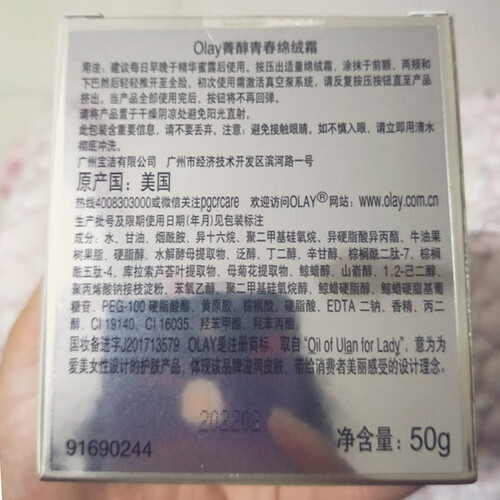 Olay菁醇青春绵绒霜
用法：建议每日早晚于精华蜜露后使用。按压出适量绵绒霜，涂抹于前额，两颊和
下巴然后轻轻推开至全脸。初次使用需激活真空泵系统，请反复按压按钮直至产品
挤出。当产品全部使用完后，按钮将不再回弹。
请将产品置于干燥阴凉处避免阳光直射。
此包装含重要信息，请不要丢弃。注意：避免接触眼睛，如不慎入眼，请立即用清水
彻底冲洗。
广州宝洁有限公司 广州市经济技术开发区滨河路一号
原产国：美国
热线4008303000或微信关注pgcrcare 欢迎访问OLAY®网站：www.olay.com.cn
生产批号及限期使用日期（年/月）见包装标注
成分：水、甘油、烟酰胺、异十六烷、聚二甲基硅氧烷、异硬脂酸异丙酯、牛油果
树果脂、硬脂醇、水解酵母提取物、泛醇、丁二醇、辛甘醇、棕榈酰二肽-7、棕榈
酰五肽-4、库拉索芦荟叶提取物、母菊花提取物、鲸蜡醇、山嵛醇、1,2-己二醇、
聚丙烯酸钠接枝淀粉、苯氧乙醇、聚二甲基硅氧烷醇、鲸蜡硬脂醇、鲸蜡硬脂基葡
糖苷、PEG-100 硬脂酸酯、黄原胶、棕榈酸、硬脂酸、EDTA 二钠、香精、丙二
醇、CI 19140、CI 16035、羟苯甲酯、羟苯丙酯
国妆备进字J201713579 OLAY是注册商标，取自“Oil of Ulan for Lady”，意为为
爱美女性设计的护肤产品，体现该品牌滋润皮肤，带给消费者美丽感受的设计理念。
202202
91690244 净含量：50g